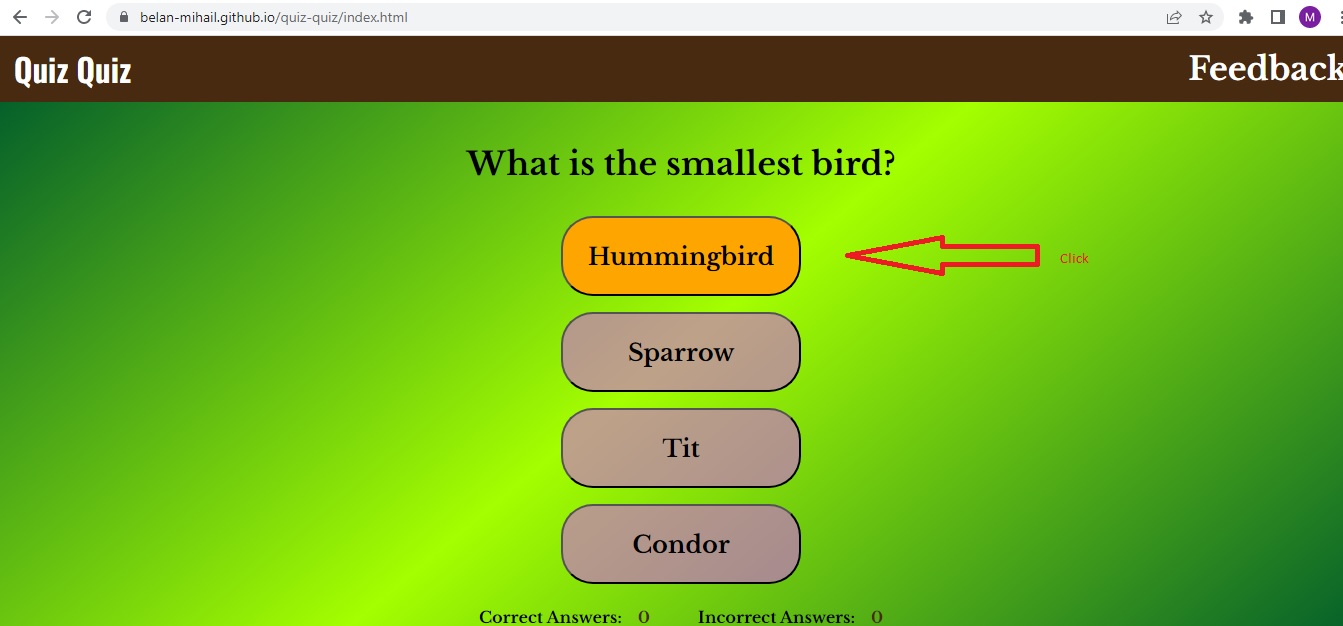 belan-mihail.github.io/quiz-quiz/index.html
M
Quiz Quiz
Feedback
What is the smallest bird?
Hummingbird
Click
Sparrow
Tit
Condor
Correct Answers: 0 Incorrect Answers: 0